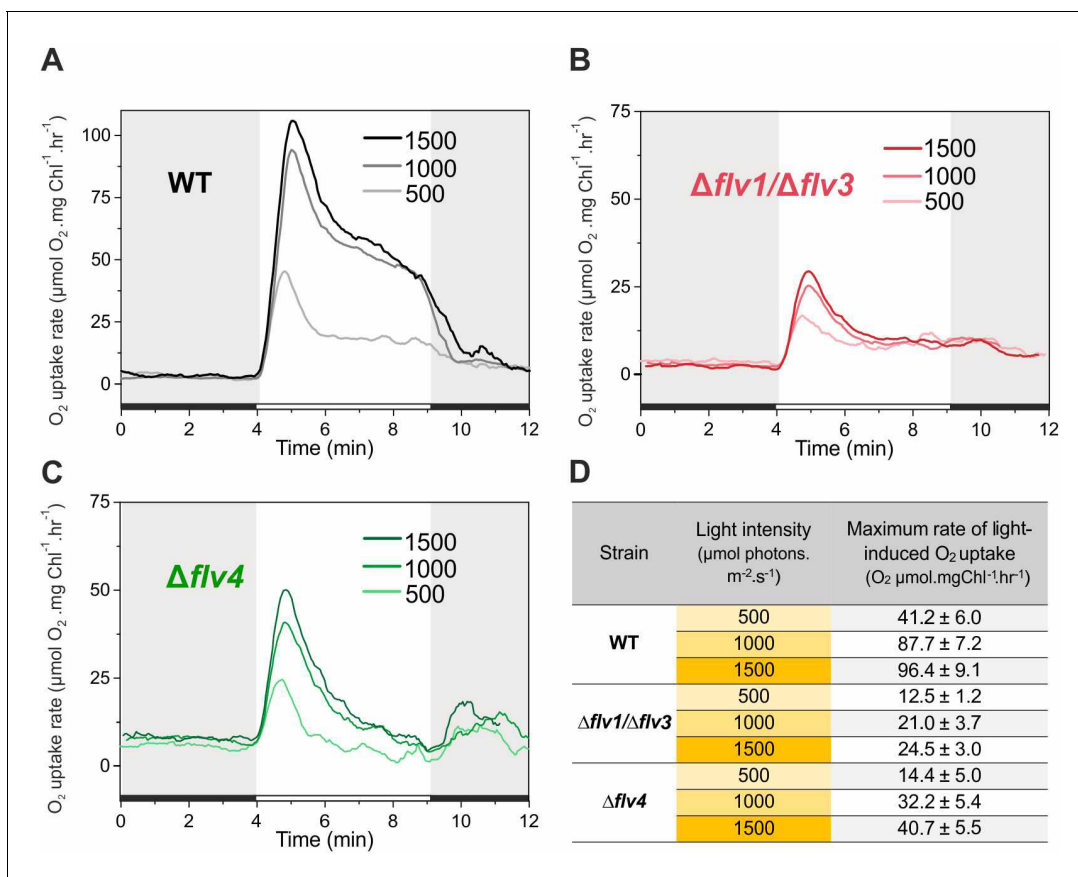 A
O₂ uptake rate (µmol O₂ .mg Chl⁻¹.hr⁻¹)
100
75
50
25
0
WT
1500
1000
500
0 2 4 6 8 10 12
Time (min)
B
O₂ uptake rate (µmol O₂ .mg Chl⁻¹.hr⁻¹)
75
50
25
0
Δflv1/Δflv3
1500
1000
500
0 2 4 6 8 10 12
Time (min)
C
O₂ uptake rate (µmol O₂ .mg Chl⁻¹.hr⁻¹)
75
50
25
0
Δflv4
1500
1000
500
0 2 4 6 8 10 12
Time (min)
D
Strain
Light intensity
(µmol photons.
m⁻².s⁻¹)
Maximum rate of light-
induced O₂ uptake
(O₂ µmol.mgChl⁻¹.hr⁻¹)
WT
500 41.2 ± 6.0
1000 87.7 ± 7.2
1500 96.4 ± 9.1
Δflv1/Δflv3
500 12.5 ± 1.2
1000 21.0 ± 3.7
1500 24.5 ± 3.0
Δflv4
500 14.4 ± 5.0
1000 32.2 ± 5.4
1500 40.7 ± 5.5